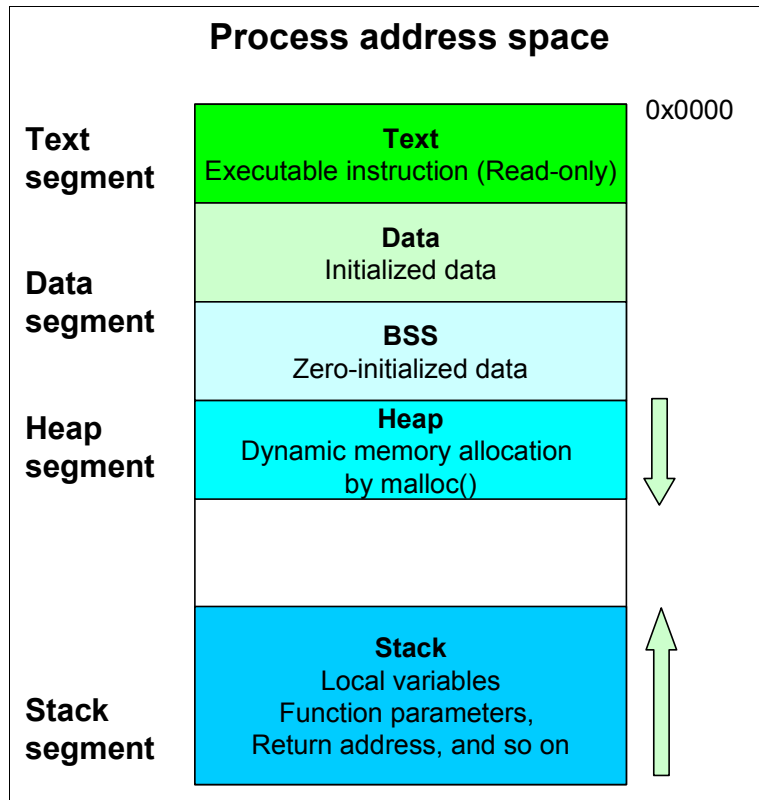 Process address space
0x0000
Text
segment
Text
Executable instruction (Read-only)
Data
segment
Data
Initialized data
BSS
Zero-initialized data
Heap
segment
Heap
Dynamic memory allocation
by malloc()
Stack
segment
Stack
Local variables
Function parameters,
Return address, and so on